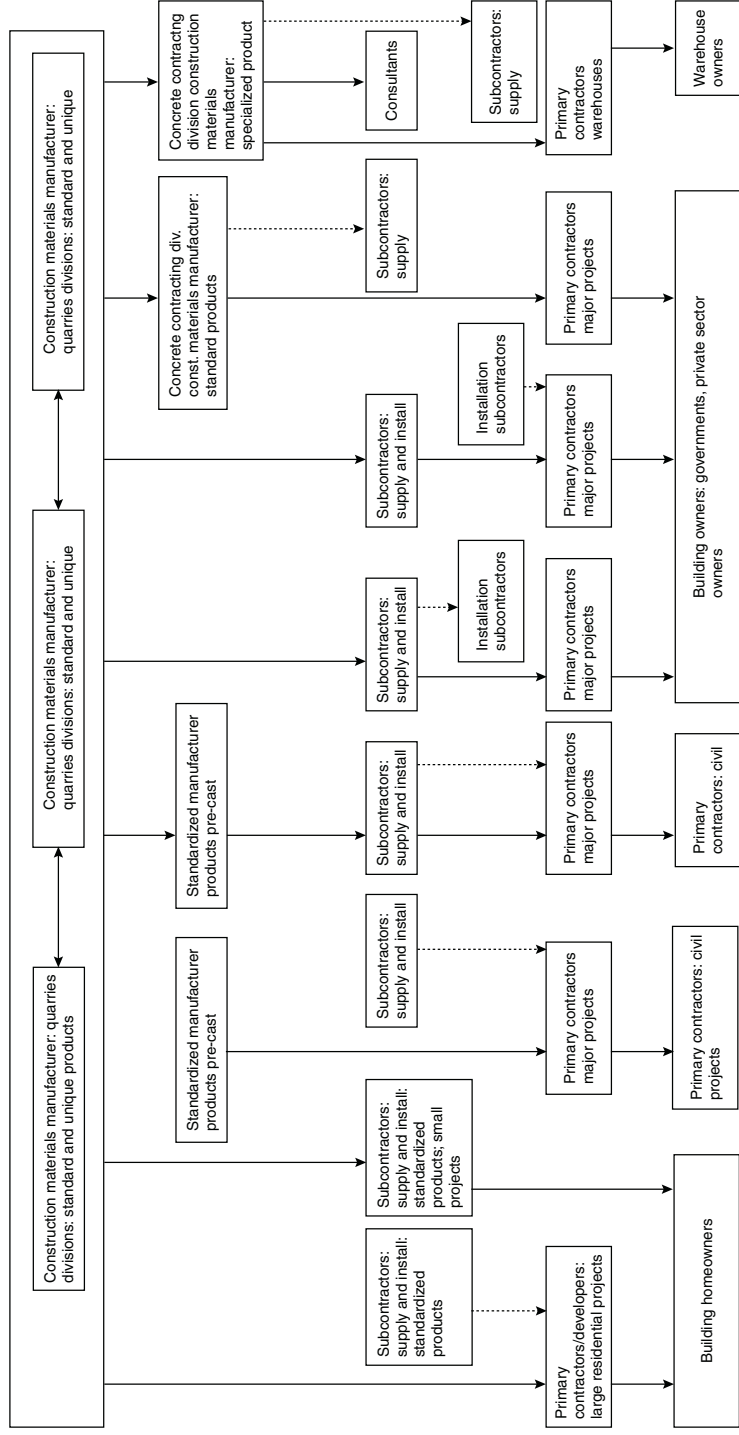 Construction materials manufacturer: quarries
divisions: standard and unique products
Construction materials manufacturer:
quarries divisions: standard and unique
Construction materials manufacturer:
quarries divisions: standard and unique
Standardized manufacturer
products pre-cast
Standardized manufacturer
products pre-cast
Concrete contracting div.
const. materials manufacturer:
standard products
Concrete contractng
division construction
materials
manufacturer:
specialized product
Subcontractors:
supply and install:
standardized
products
Subcontractors:
supply and install:
standardized
products; small
projects
Subcontractors:
supply and install
Subcontractors:
supply and install
Subcontractors:
supply and install
Subcontractors:
supply and install
Subcontractors:
supply
Consultants
Installation
subcontractors
Installation
subcontractors
Subcontractors:
supply
Primary
contractors/developers:
large residential projects
Primary contractors
major projects
Primary contractors
major projects
Primary contractors
major projects
Primary contractors
major projects
Primary contractors
major projects
Primary
contractors
warehouses
Building homeowners
Primary contractors: civil
projects
Primary
contractors: civil
Building owners: governments, private sector
owners
Warehouse
owners